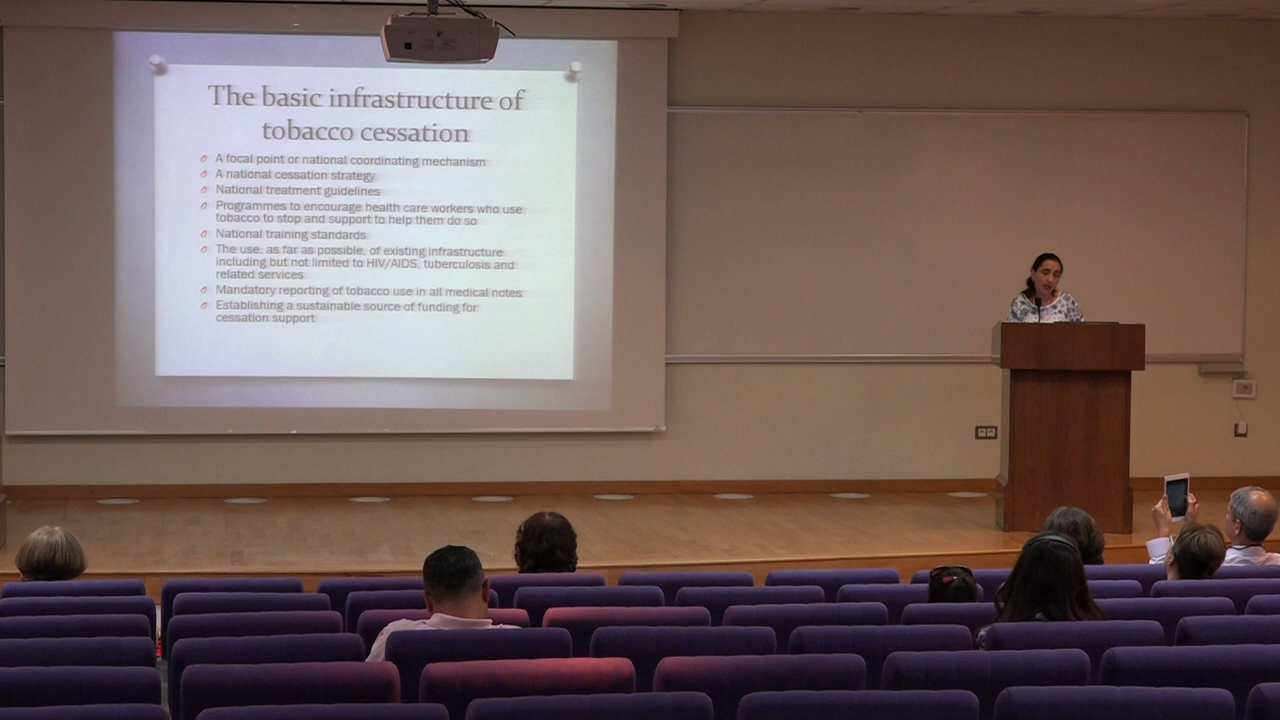 The basic infrastructure of
tobacco cessation
A focal point or national coordinating mechanism
A national cessation strategy
National treatment guidelines
Programmes to encourage health care workers who use
tobacco to stop and support to help them do so
National training standards
The use, as far as possible, of existing infrastructure
including but not limited to HIV/AIDS, tuberculosis and
related services
Mandatory reporting of tobacco use in all medical notes
Establishing a sustainable source of funding for
cessation support